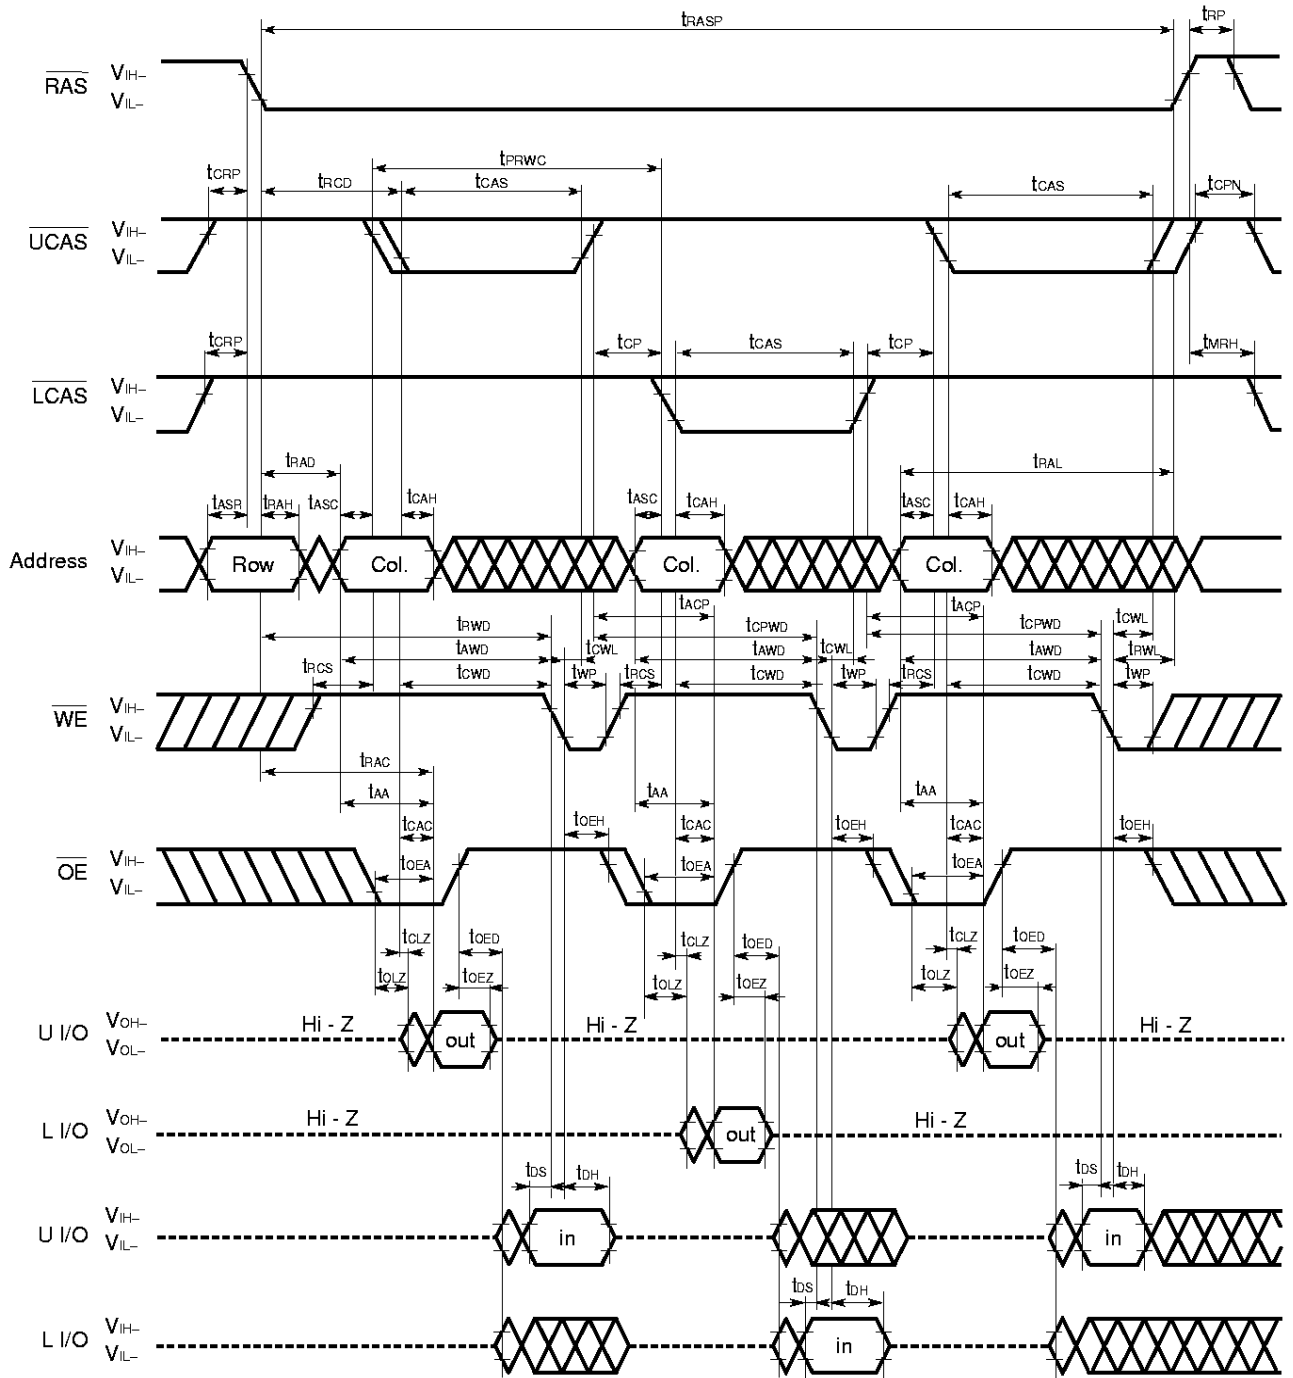 tRASP tRP
RAS VIH– VIL–
tPRWC
tCRP tRCD tCAS tCAS tCPN
UCAS VIH– VIL–
tCRP tCP tCAS tCP tMRH
LCAS VIH– VIL–
tRAD tRAL
tASR tRAH tASC tCAH tASC tCAH tASC tCAH
Address VIH– VIL– Row Col. Col. Col.
tACP tACP
tRWD tCPWD tCPWD tCWL
tAWD tCWL tAWD tCWL tAWD tRWL
tRCS tCWD tWP tRCS tCWD tWP tRCS tCWD tWP
WE VIH– VIL–
tRAC
tAA tAA tAA
tCAC tOEH tCAC tOEH tCAC tOEH
OE VIH– VIL– tOEA tOEA tOEA
tCLZ tOED tCLZ tOED tCLZ tOED
tOLZ tOEZ tOLZ tOEZ tOLZ tOEZ
U I/O VOH– VOL– Hi - Z out Hi - Z out Hi - Z
L I/O VOH– VOL– Hi - Z out Hi - Z
tDS tDH tDS tDH
U I/O VIH– VIL– in in
tDS tDH
L I/O VIH– VIL– in